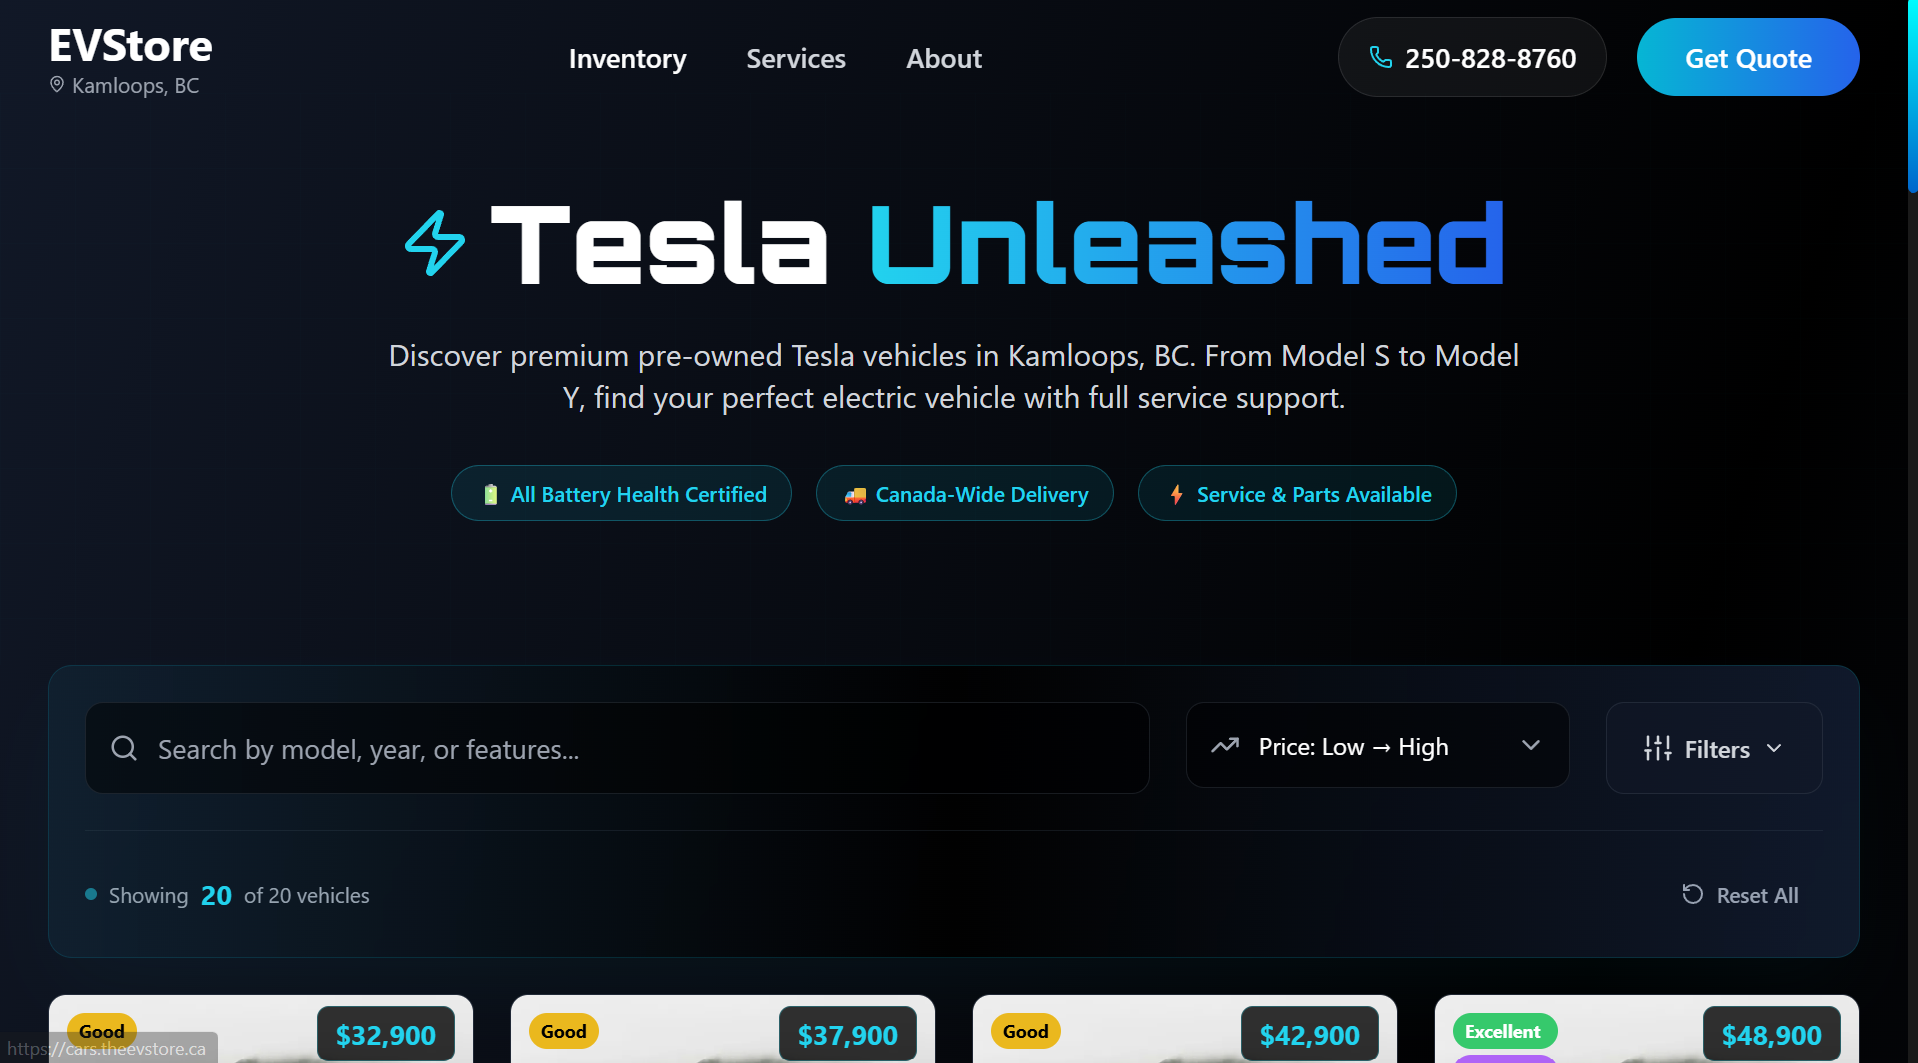 EVStore
Kamloops, BC
Inventory
Services
About
250-828-8760
Get Quote
Tesla Unleashed
Discover premium pre-owned Tesla vehicles in Kamloops, BC. From Model S to Model
Y, find your perfect electric vehicle with full service support.
All Battery Health Certified
Canada-Wide Delivery
Service & Parts Available
Search by model, year, or features...
Price: Low → High
Filters
Showing 20 of 20 vehicles
Reset All
Good
$32,900
Good
$37,900
Good
$42,900
Excellent
$48,900
https://cars.theevstore.ca